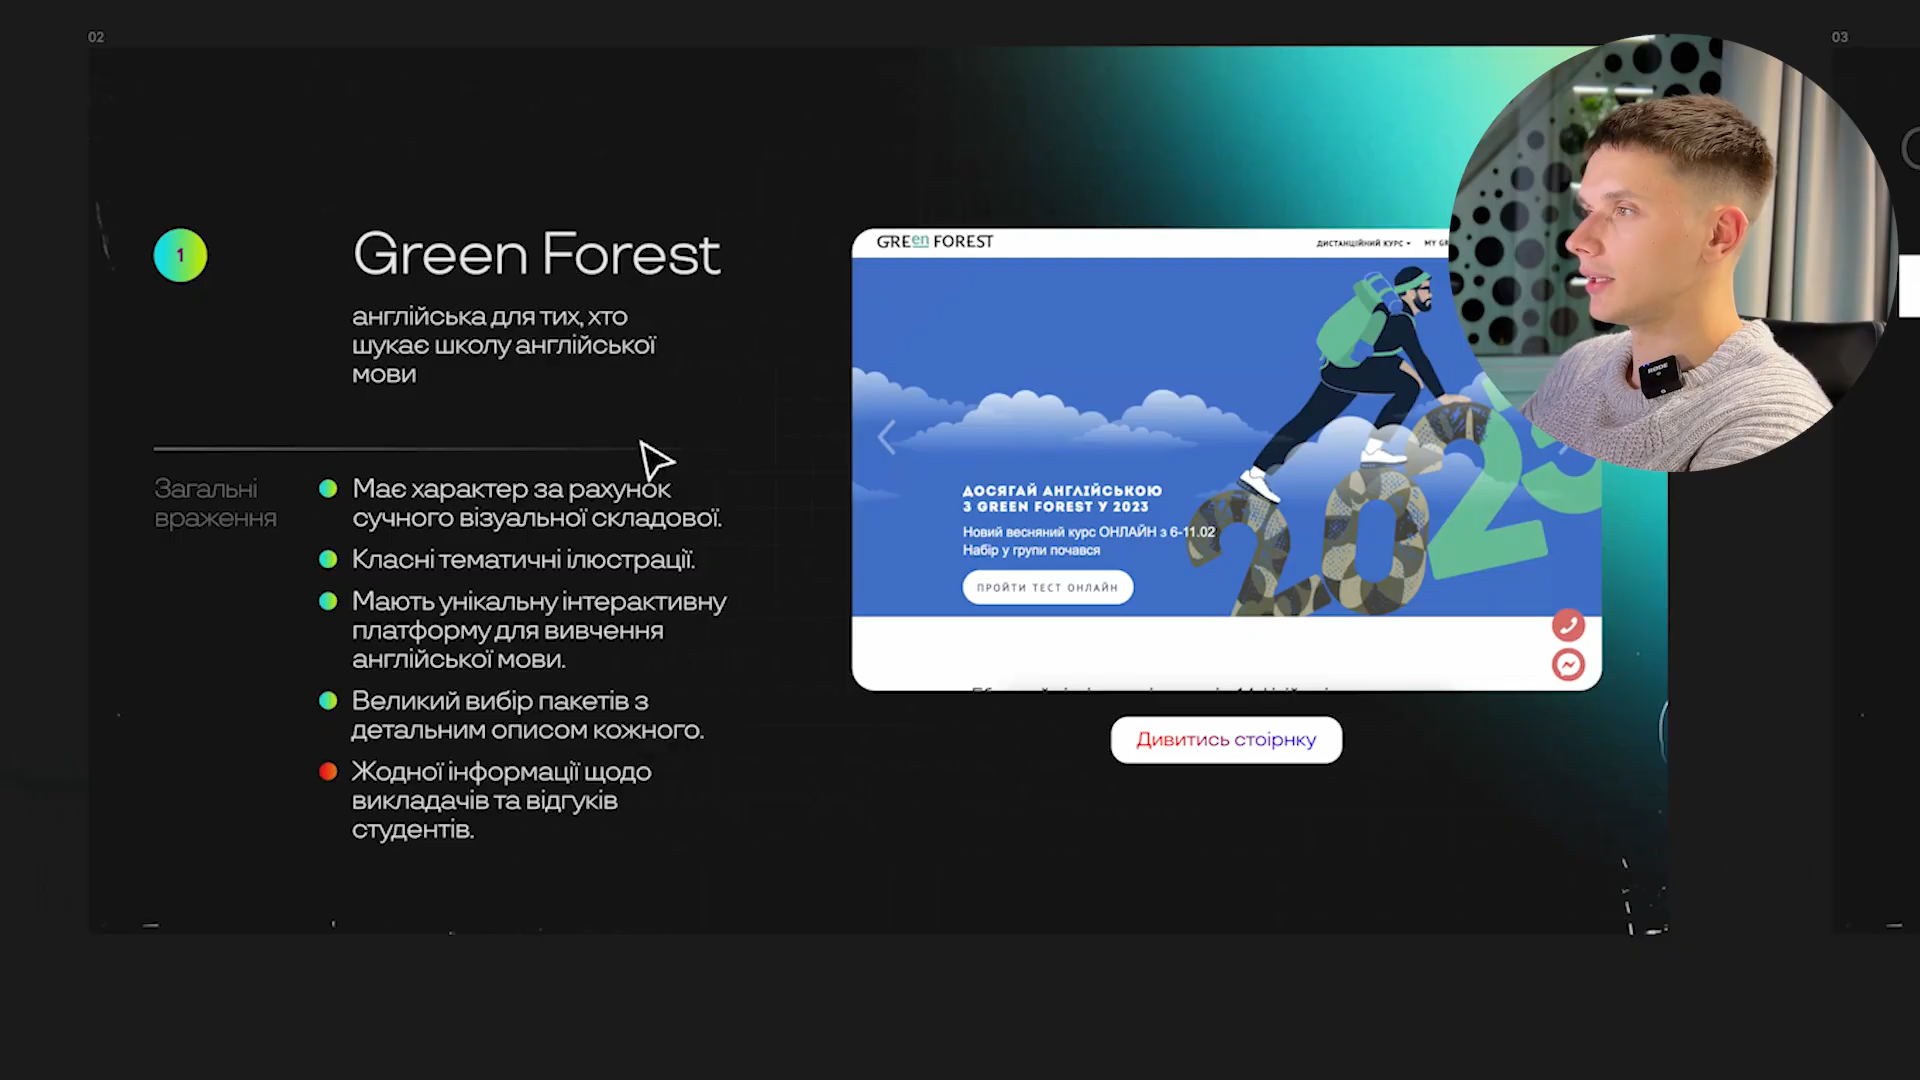 02
03
1
Green Forest
англійська для тих, хто
шукає школу англійської
мови
Загальні
враження
Має характер за рахунок
сучного візуальної складової.
Класні тематичні ілюстрації.
Мають унікальну інтерактивну
платформу для вивчення
англійської мови.
Великий вибір пакетів з
детальним описом кожного.
Жодної інформації щодо
викладачів та відгуків
студентів.
GREen FOREST
ДИСТАНЦІЙНИЙ КУРС
MY GR
ДОСЯГАЙ АНГЛІЙСЬКОЮ
З GREEN FOREST У 2023
Новий весняний курс ОНЛАЙН з 6-11.02
Набір у групи почався
ПРОЙТИ ТЕСТ ОНЛАЙН
2023
Дивитись стоірнку
RØDE